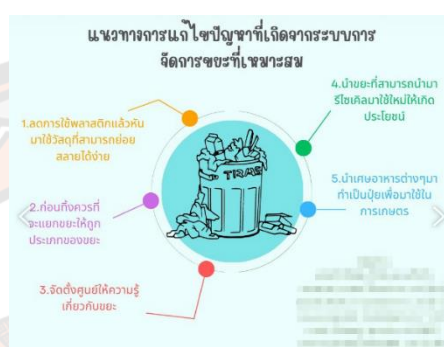 แนวทางการแก้ไขปัญหาที่เกิดจากระบบการ
จัดการขยะที่เหมาะสม
1.ลดการใช้พลาสติกแล้วหัน
มาใช้วัสดุที่สามารถย่อย
สลายได้ง่าย
2.ก่อนทิ้งควรที่
จะแยกขยะให้ถูก
ประเภทของขยะ
3.จัดตั้งศูนย์ให้ความรู้
เกี่ยวกับขยะ
4.นำขยะที่สามารถนำมา
รีไซเคิลมาใช้ใหม่ให้เกิด
ประโยชน์
5.นำเศษอาหารต่างๆมา
ทำเป็นปุ๋ยเพื่อมาใช้ใน
การเกษตร